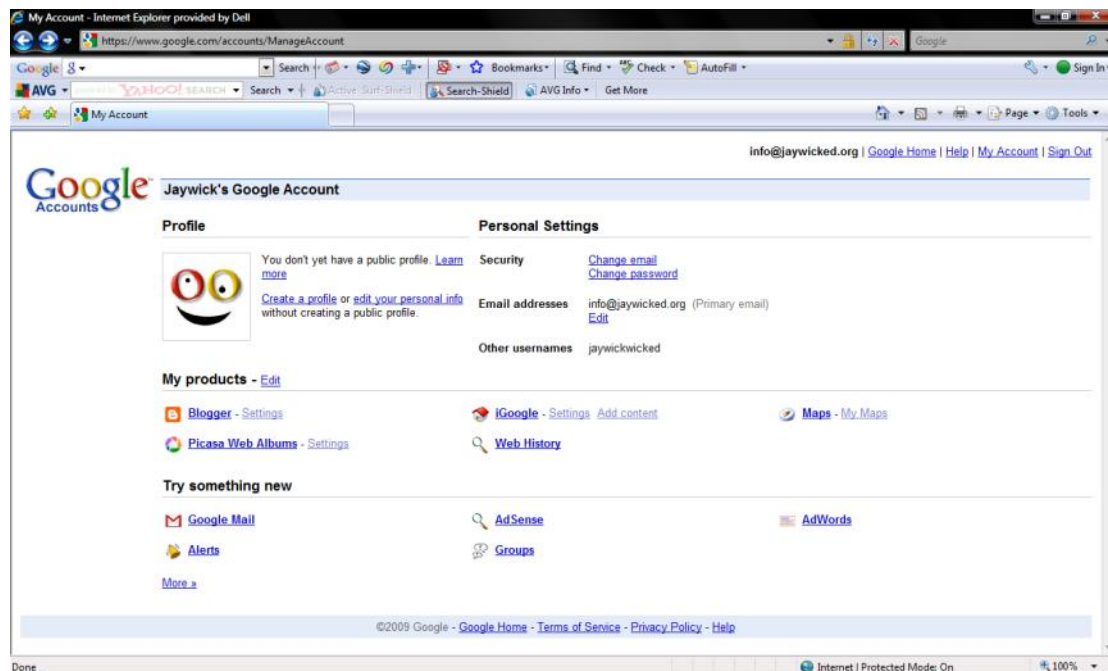 My Account - Internet Explorer provided by Dell
https://www.google.com/accounts/ManageAccount Google
Google Search Bookmarks Find Check AutoFill Sign In
AVG YAHOO! SEARCH Search Active Surf-Shield Search-Shield AVG Info Get More
My Account Page Tools
info@jaywicked.org | Google Home | Help | My Account | Sign Out
Google Accounts
Jaywick's Google Account
Profile
You don't yet have a public profile. Learn
more
Create a profile or edit your personal info
without creating a public profile.
Personal Settings
Security Change email
Change password
Email addresses info@jaywicked.org (Primary email)
Edit
Other usernames jaywickwicked
My products - Edit
Blogger - Settings iGoogle - Settings Add content Maps - My Maps
Picasa Web Albums - Settings Web History
Try something new
Google Mail AdSense AdWords
Alerts Groups
More »
©2009 Google - Google Home - Terms of Service - Privacy Policy - Help
Done Internet | Protected Mode: On 100%